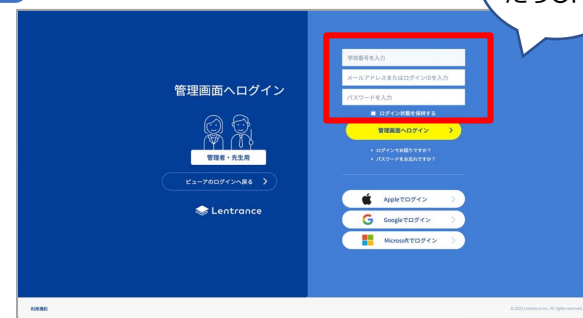 学校番号を入力
メールアドレスまたはログインIDを入力
パスワードを入力
ログイン状態を保持する
管理画面へログイン
管理画面へログイン
ログインでお困りですか?
パスワードをお忘れですか?
管理者・先生用
ビューアのログインへ戻る
Lentrance
Appleでログイン
Googleでログイン
Microsoftでログイン
利用規約
© 2022 Lentrance Inc. All rights reserved.